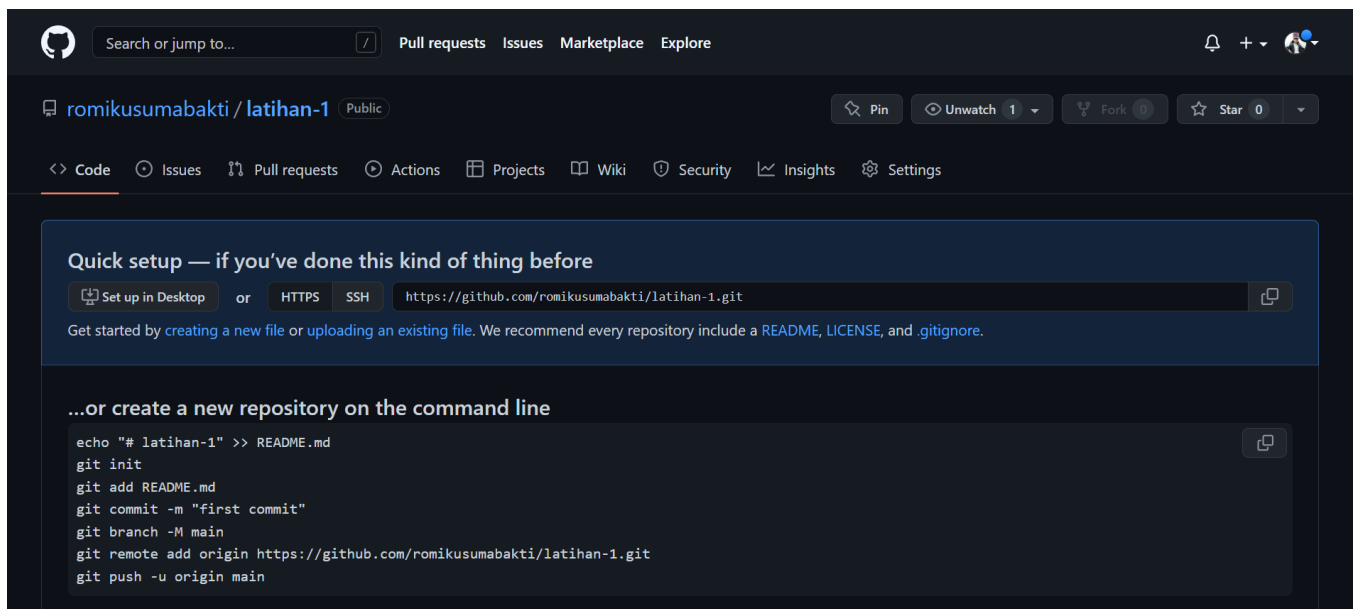 Search or jump to... / Pull requests Issues Marketplace Explore
romikusumabakti / latihan-1 Public Pin Unwatch 1 Fork 0 Star 0
Code Issues Pull requests Actions Projects Wiki Security Insights Settings
Quick setup — if you’ve done this kind of thing before
Set up in Desktop or HTTPS SSH https://github.com/romikusumabakti/latihan-1.git
Get started by creating a new file or uploading an existing file. We recommend every repository include a README, LICENSE, and .gitignore.
...or create a new repository on the command line
echo "# latihan-1" >> README.md
git init
git add README.md
git commit -m "first commit"
git branch -M main
git remote add origin https://github.com/romikusumabakti/latihan-1.git
git push -u origin main